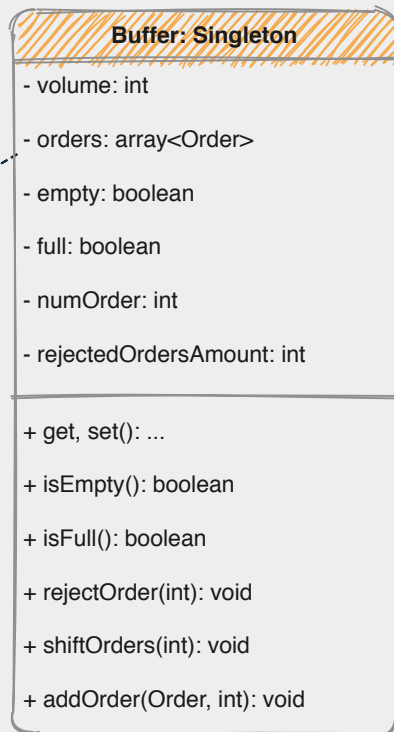 Buffer: Singleton
- volume: int
- orders: array<Order>
- empty: boolean
- full: boolean
- numOrder: int
- rejectedOrdersAmount: int
+ get, set(): ...
+ isEmpty(): boolean
+ isFull(): boolean
+ rejectOrder(int): void
+ shiftOrders(int): void
+ addOrder(Order, int): void